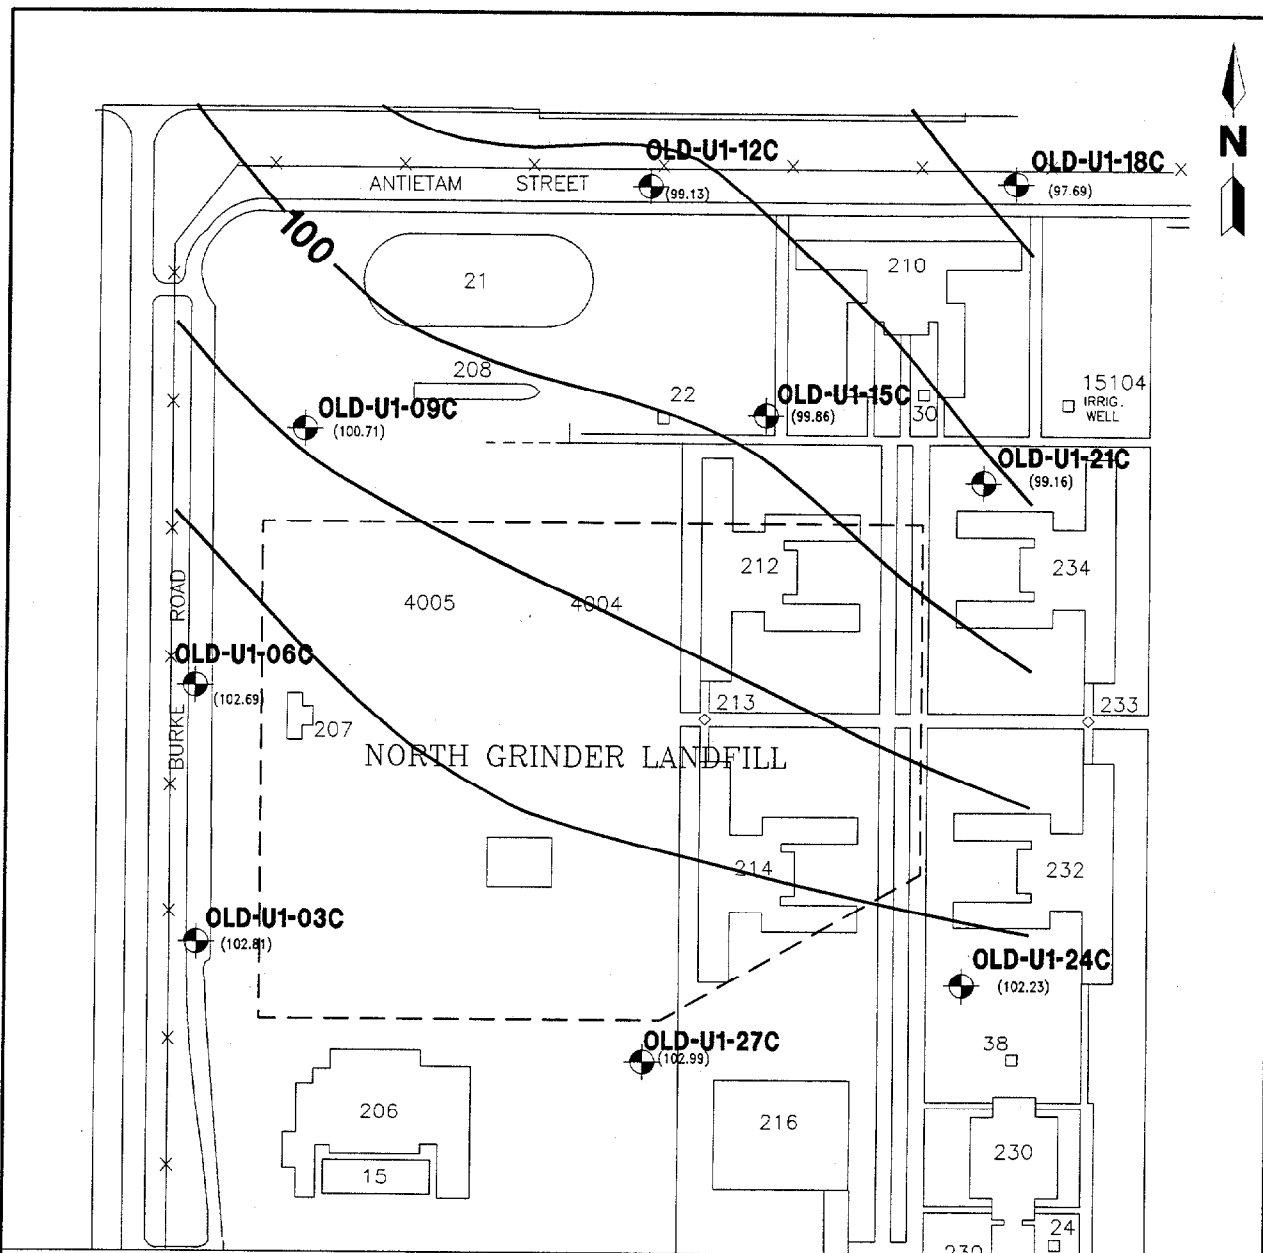 N
OLD-U1-12C
(99.13)
OLD-U1-18C
(97.69)
ANTIETAM STREET
100
21
210
208
22
OLD-U1-15C
(99.86)
30
15104
IRRIG.
WELL
OLD-U1-09C
(100.71)
OLD-U1-21C
(99.16)
212
234
4005
4004
BURKE ROAD
OLD-U1-06C
(102.69)
207
213
233
NORTH GRINDER LANDFILL
214
232
OLD-U1-03C
(102.81)
OLD-U1-24C
(102.23)
OLD-U1-27C
(102.99)
38
206
216
15
230
24
239